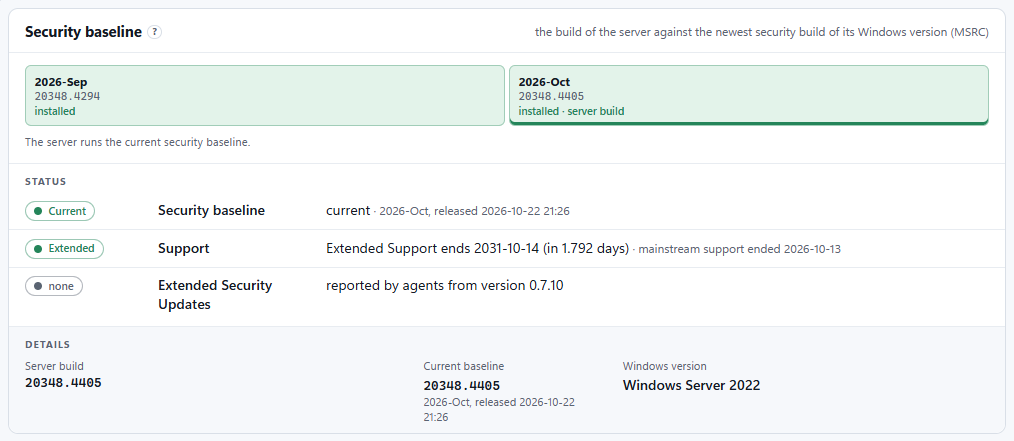 Security baseline ?
the build of the server against the newest security build of its Windows version (MSRC)
2026-Sep
20348.4294
installed
2026-Oct
20348.4405
installed · server build
The server runs the current security baseline.
STATUS
Current
Security baseline
current · 2026-Oct, released 2026-10-22 21:26
Extended
Support
Extended Support ends 2031-10-14 (in 1.792 days) · mainstream support ended 2026-10-13
none
Extended Security
Updates
reported by agents from version 0.7.10
DETAILS
Server build
20348.4405
Current baseline
20348.4405
2026-Oct, released 2026-10-22
21:26
Windows version
Windows Server 2022